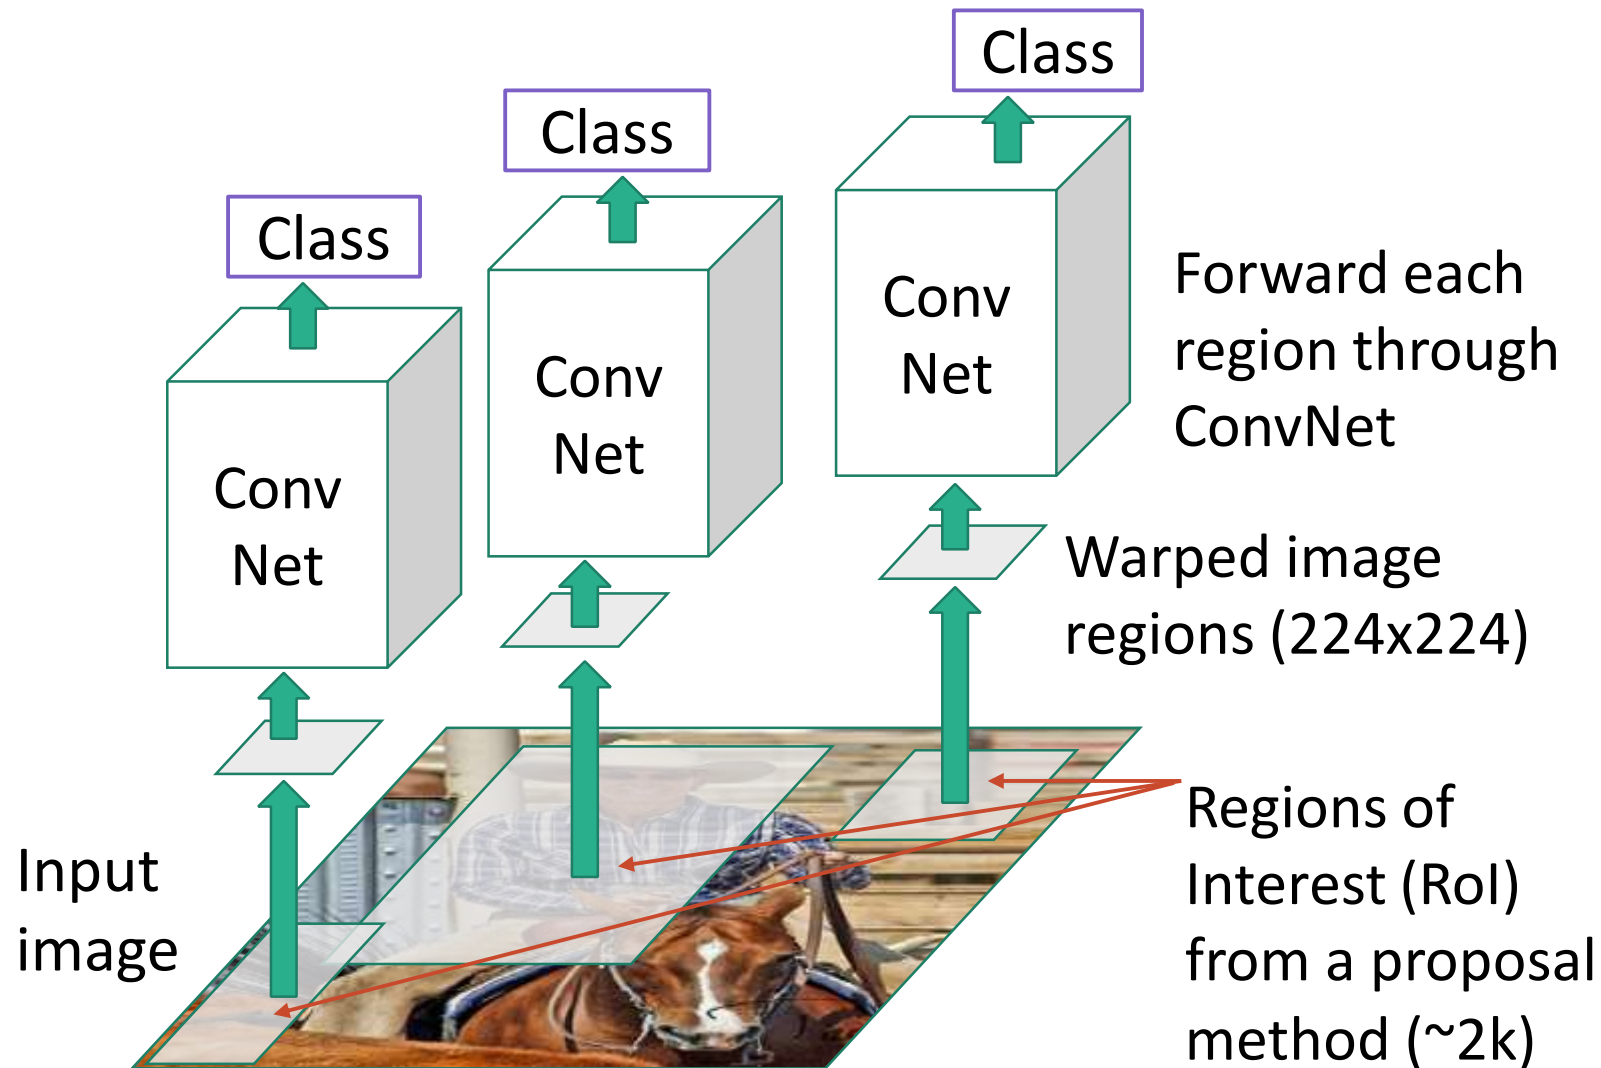 Class
Class
Class
Conv
Net
Conv
Net
Conv
Net
Forward each
region through
ConvNet
Warped image
regions (224x224)
Input
image
Regions of
Interest (RoI)
from a proposal
method (~2k)